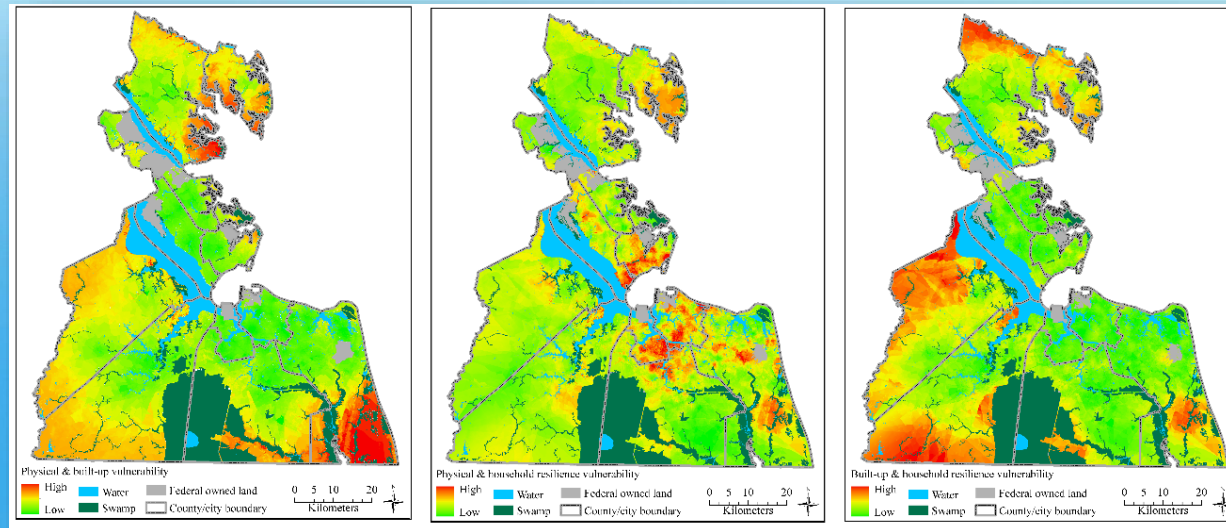 Physical & built-up vulnerability
High
Low
Water
Swamp
Federal owned land
County/city boundary
0 5 10 20
Kilometers
Physical & household resilience vulnerability
High
Low
Water
Swamp
Federal owned land
County/city boundary
0 5 10 20
Kilometers
Built-up & household resilience vulnerability
High
Low
Water
Swamp
Federal owned land
County/city boundary
0 5 10 20
Kilometers